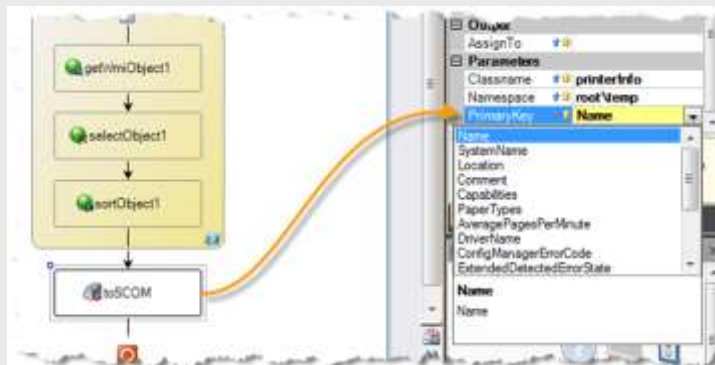 getWmiObject1
selectObject1
sortObject1
toSCOM
Output
AssignTo
Parameters
Classname printerInfo
Namespace root\temp
PrimaryKey Name
Name
SystemName
Location
Comment
Capabilities
PaperTypes
AveragePagesPerMinute
DriverName
ConfigManagerErrorCode
ExtendedDetectedErrorState
Name
Name